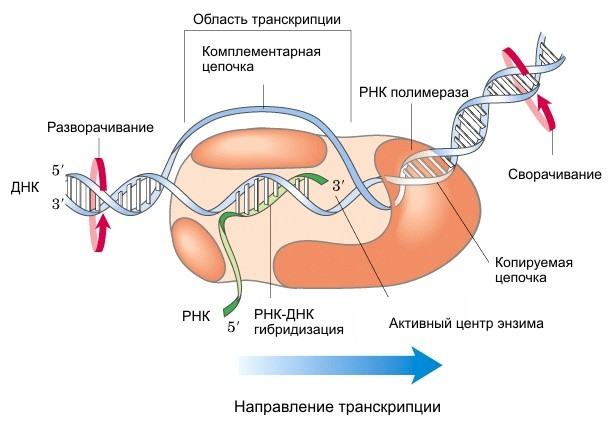 Область транскрипции
Комплементарная
цепочка
РНК полимераза
Разворачивание
5′
ДНК
3′
Сворачивание
3′
Копируемая
цепочка
РНК
5′
РНК-ДНК
гибридизация
Активный центр энзима
Направление транскрипции